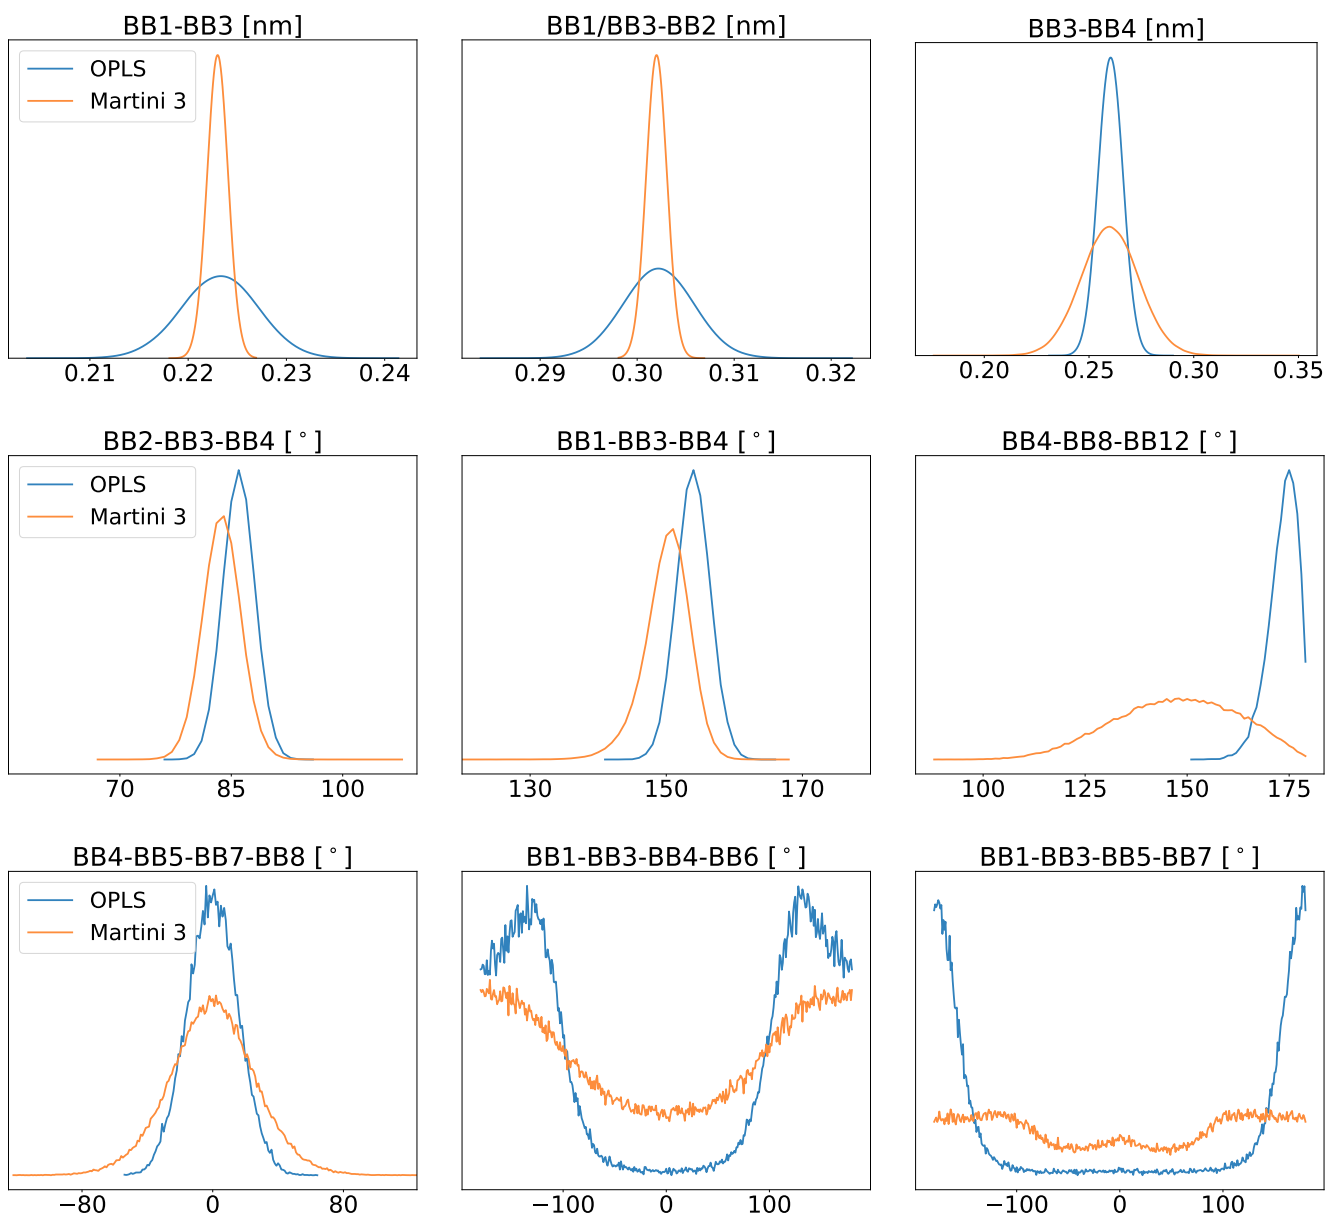 BB1-BB3 [nm]
BB1/BB3-BB2 [nm]
BB3-BB4 [nm]
OPLS
Martini 3
0.21 0.22 0.23 0.24
0.29 0.30 0.31 0.32
0.20 0.25 0.30 0.35
BB2-BB3-BB4 [°]
BB1-BB3-BB4 [°]
BB4-BB8-BB12 [°]
OPLS
Martini 3
70 85 100
130 150 170
100 125 150 175
BB4-BB5-BB7-BB8 [°]
BB1-BB3-BB4-BB6 [°]
BB1-BB3-BB5-BB7 [°]
OPLS
Martini 3
−80 0 80
−100 0 100
−100 0 100